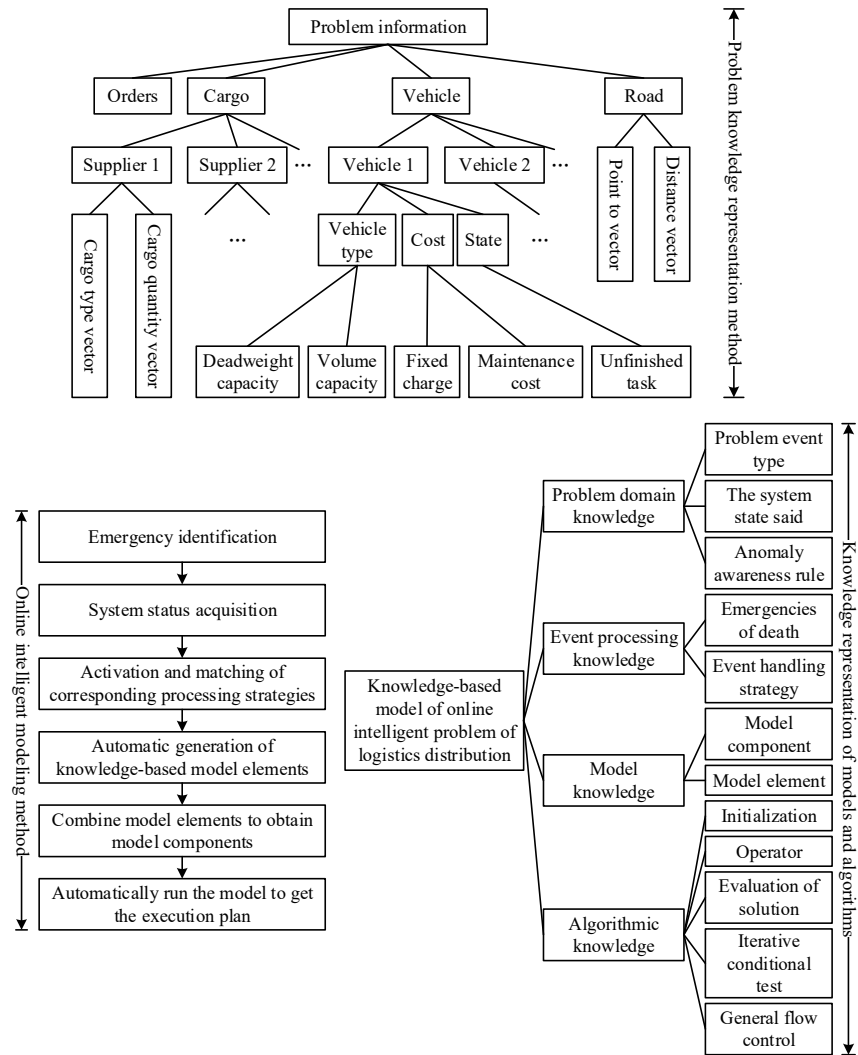 Problem information
Orders
Cargo
Vehicle
Road
Supplier 1
Supplier 2
...
Vehicle 1
Vehicle 2
...
Point to vector
Distance vector
Cargo type vector
Cargo quantity vector
...
Vehicle
type
Cost
State
...
Deadweight
capacity
Volume
capacity
Fixed
charge
Maintenance
cost
Unfinished
task
Problem knowledge representation method
Online intelligent modeling method
Emergency identification
System status acquisition
Activation and matching of
corresponding processing strategies
Automatic generation of
knowledge-based model elements
Combine model elements to obtain
model components
Automatically run the model to get
the execution plan
Knowledge-based
model of online
intelligent problem of
logistics distribution
Problem domain
knowledge
Event processing
knowledge
Model
knowledge
Algorithmic
knowledge
Problem event
type
The system
state said
Anomaly
awareness rule
Emergencies
of death
Event handling
strategy
Model
component
Model element
Initialization
Operator
Evaluation of
solution
Iterative
conditional
test
General flow
control
Knowledge representation of models and algorithms